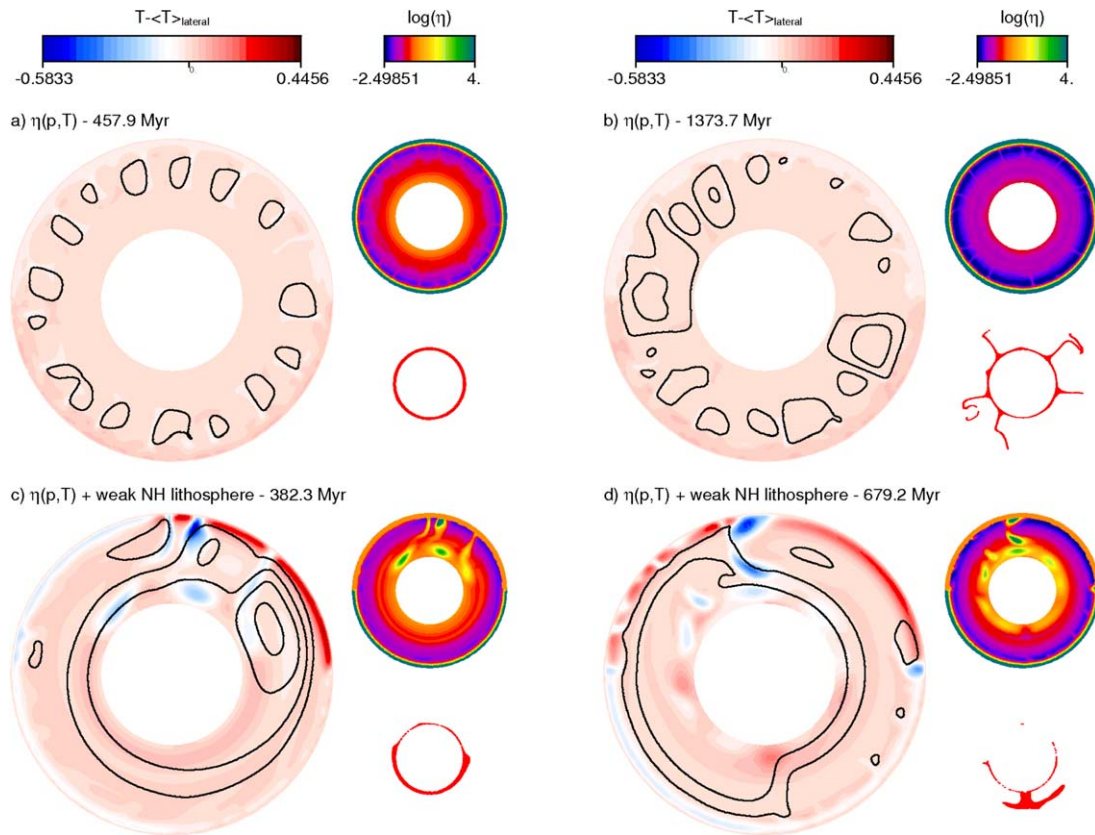 T-<T>lateral
log(η)
T-<T>lateral
log(η)
-0.5833
0
0.4456
-2.49851
4.
-0.5833
0
0.4456
-2.49851
4.
a) η(p,T) - 457.9 Myr
b) η(p,T) - 1373.7 Myr
c) η(p,T) + weak NH lithosphere - 382.3 Myr
d) η(p,T) + weak NH lithosphere - 679.2 Myr